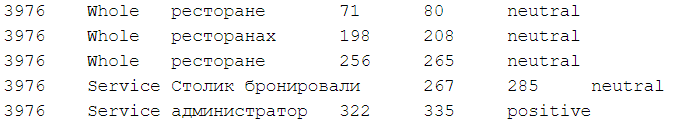 3976 Whole ресторане 71 80 neutral
3976 Whole ресторанах 198 208 neutral
3976 Whole ресторане 256 265 neutral
3976 Service Столик бронировали 267 285 neutral
3976 Service администратор 322 335 positive